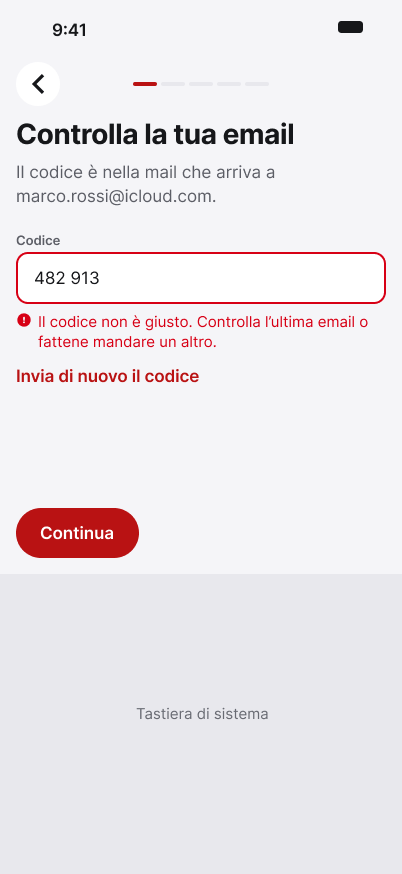 9:41
Controlla la tua email
Il codice è nella mail che arriva a
marco.rossi@icloud.com.
Codice
482 913
Il codice non è giusto. Controlla l’ultima email o
fattene mandare un altro.
Invia di nuovo il codice
Continua
Tastiera di sistema